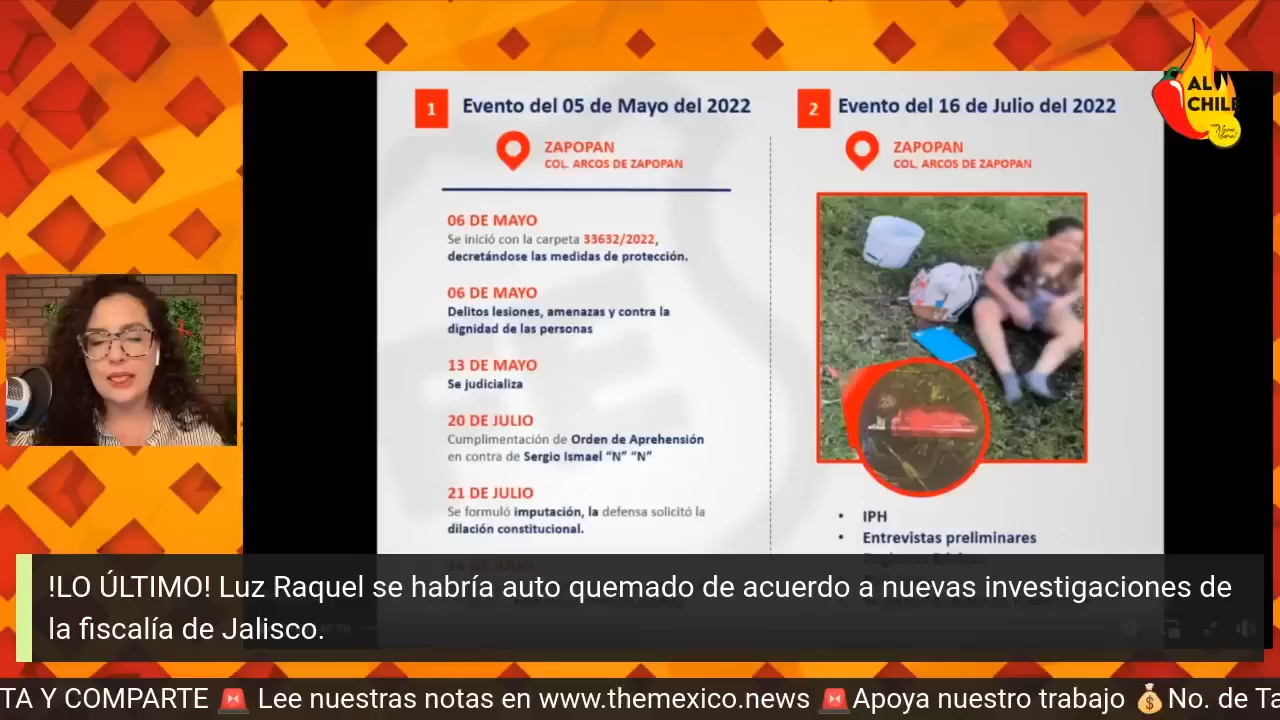 1 Evento del 05 de Mayo del 2022
ZAPOPAN
COL. ARCOS DE ZAPOPAN
06 DE MAYO
Se inició con la carpeta 33632/2022,
decretándose las medidas de protección.
06 DE MAYO
Delitos lesiones, amenazas y contra la
dignidad de las personas
13 DE MAYO
Se judicializa
20 DE JULIO
Cumplimentación de Orden de Aprehensión
en contra de Sergio Ismael “N” “N”
21 DE JULIO
Se formuló imputación, la defensa solicitó la
dilación constitucional.
2 Evento del 16 de Julio del 2022
ZAPOPAN
COL. ARCOS DE ZAPOPAN
• IPH
• Entrevistas preliminares
AL
CHILE
!LO ÚLTIMO! Luz Raquel se habría auto quemado de acuerdo a nuevas investigaciones de
la fiscalía de Jalisco.
TA Y COMPARTE 🚨 Lee nuestras notas en www.themexico.news 🚨Apoya nuestro trabajo 💰No. de Ta